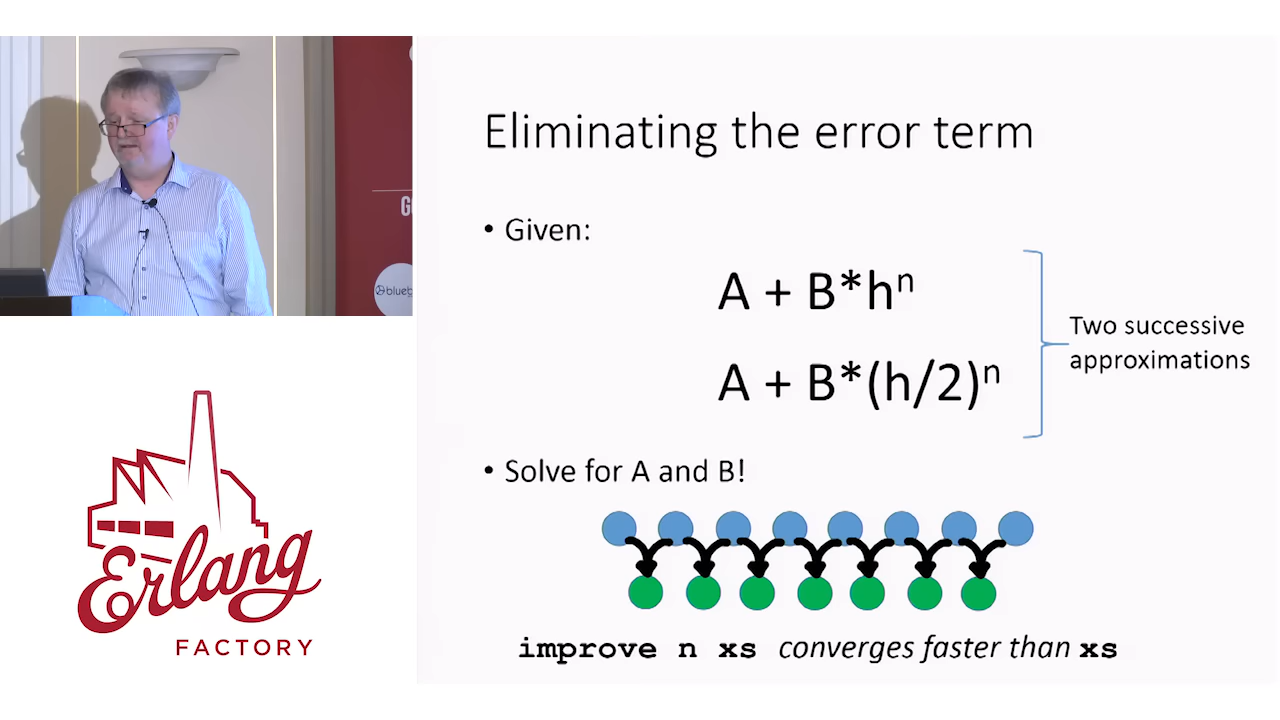 Eliminating the error term
• Given:
A + B*hⁿ
A + B*(h/2)ⁿ
Two successive
approximations
• Solve for A and B!
improve n xs converges faster than xs
Erlang
FACTORY